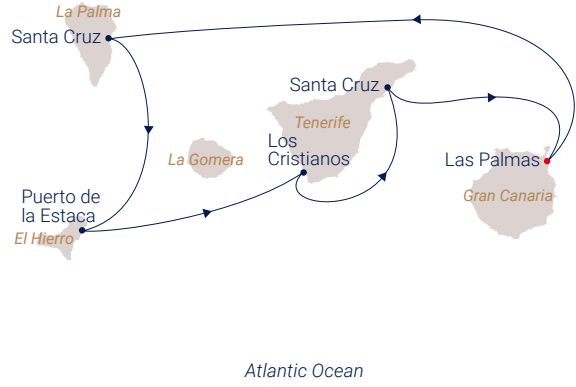 La Palma
Santa Cruz
Santa Cruz
Tenerife
Los
Cristianos
La Gomera
Las Palmas
Gran Canaria
Puerto de
la Estaca
El Hierro
Atlantic Ocean